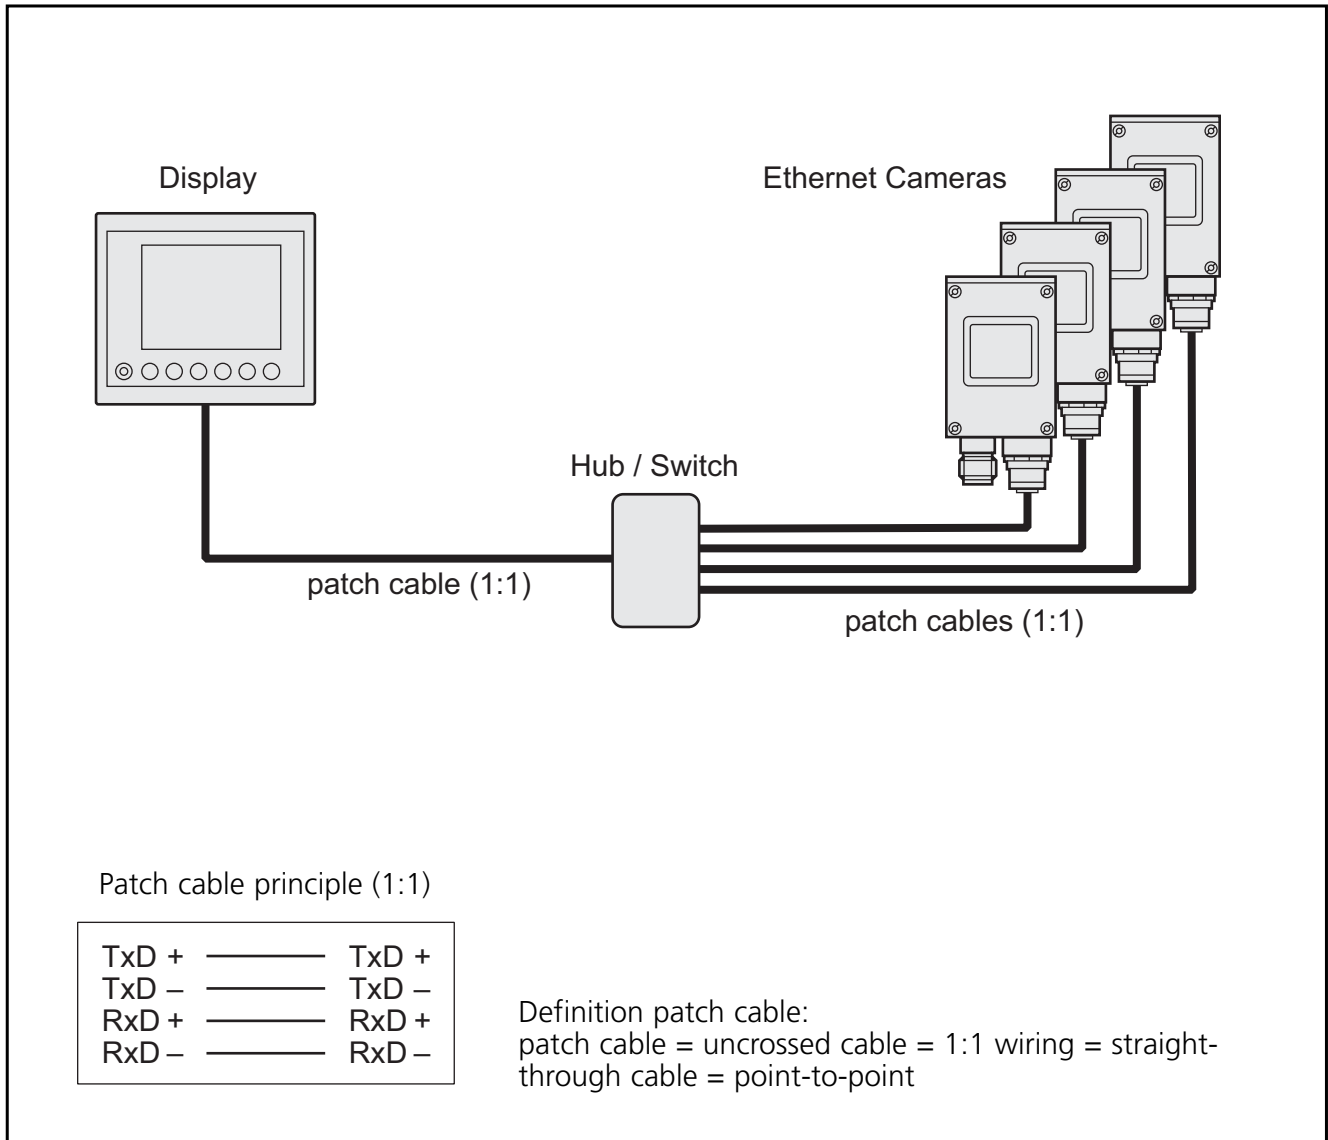 Display
Ethernet Cameras
Hub / Switch
patch cable (1:1)
patch cables (1:1)
Patch cable principle (1:1)
TxD + TxD +
TxD – TxD –
RxD + RxD +
RxD – RxD –
Definition patch cable:
patch cable = uncrossed cable = 1:1 wiring = straight-
through cable = point-to-point